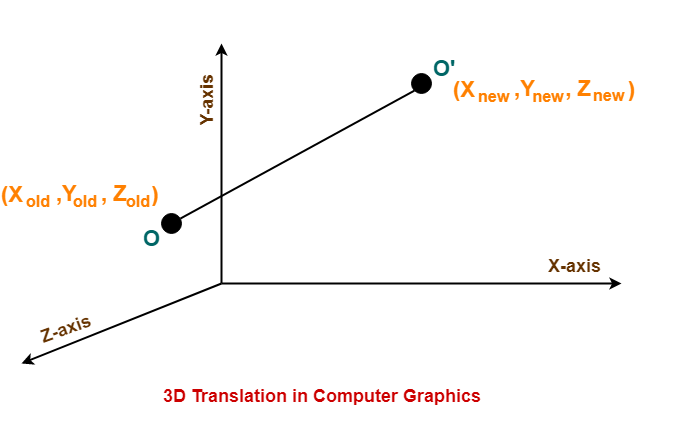 O'
(Xnew ,Ynew, Znew )
Y-axis
(Xold ,Yold , Zold)
O
X-axis
Z-axis
3D Translation in Computer Graphics